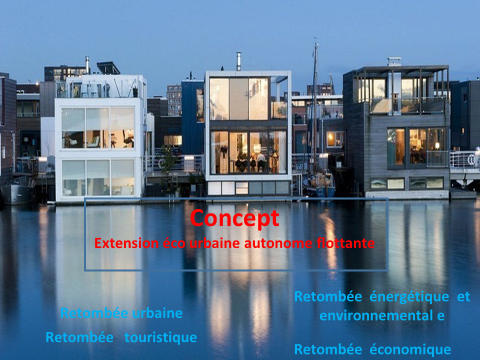 Concept
Extension éco urbaine autonome flottante
Retombée urbaine
Retombée touristique
Retombée énergétique et
environnemental e
Retombée économique